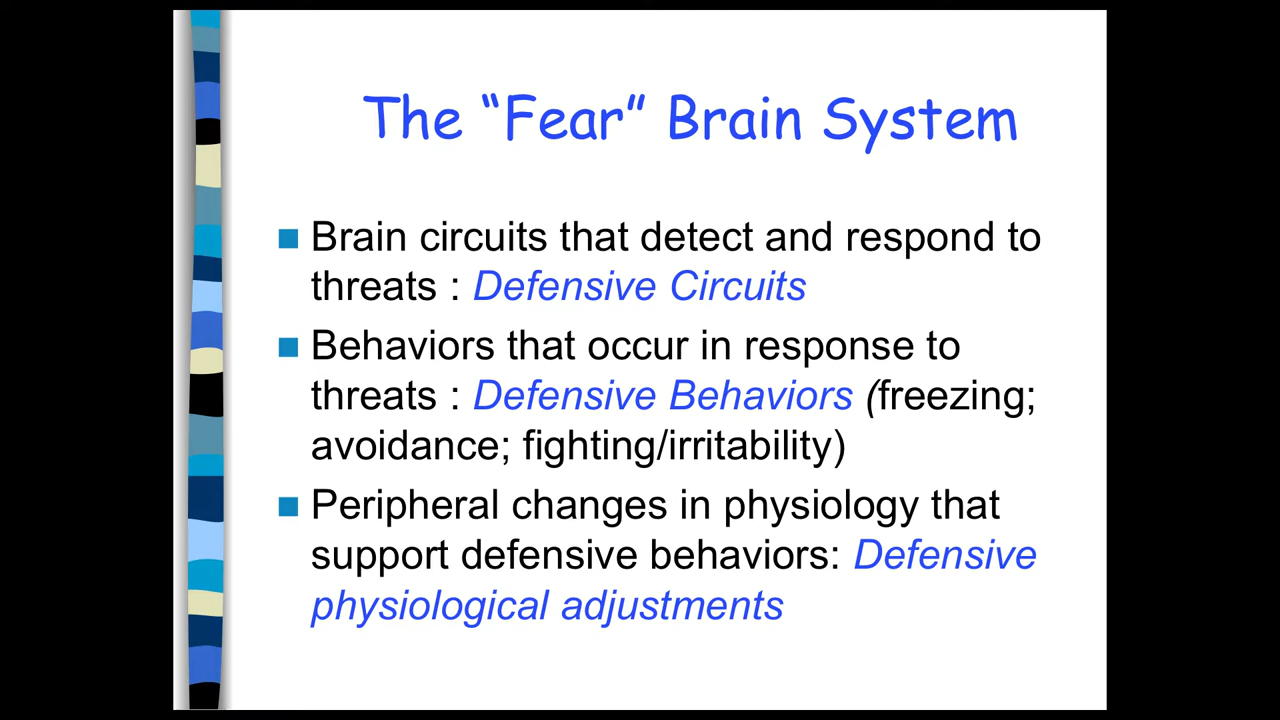 The “Fear” Brain System
Brain circuits that detect and respond to
threats : Defensive Circuits
Behaviors that occur in response to
threats : Defensive Behaviors (freezing;
avoidance; fighting/irritability)
Peripheral changes in physiology that
support defensive behaviors: Defensive
physiological adjustments